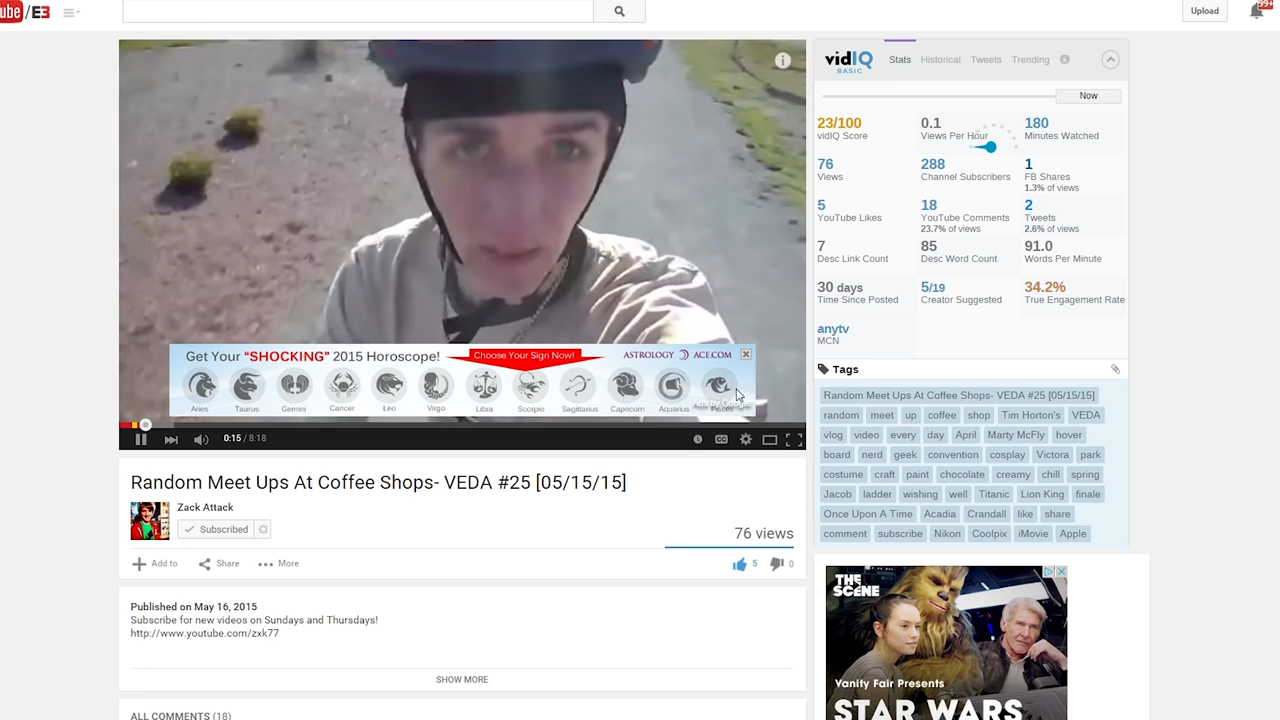 ube /E3
Upload
99+
Get Your "SHOCKING" 2015 Horoscope!
Choose Your Sign Now!
ASTROLOGY ACE.COM
Aries Taurus Gemini Cancer Leo Virgo Libra Scorpio Sagittarius Capricorn Aquarius Pisces
0:15 / 8:18
Random Meet Ups At Coffee Shops- VEDA #25 [05/15/15]
Zack Attack
Subscribed
76 views
Add to Share More
5 0
Published on May 16, 2015
Subscribe for new videos on Sundays and Thursdays!
http://www.youtube.com/zxk77
SHOW MORE
ALL COMMENTS (18)
vidIQ
BASIC
Stats Historical Tweets Trending
Now
23/100 0.1 180
vidIQ Score Views Per Hour Minutes Watched
76 288 1
Views Channel Subscribers FB Shares
1.3% of views
5 18 2
YouTube Likes YouTube Comments Tweets
23.7% of views 2.6% of views
7 85 91.0
Desc Link Count Desc Word Count Words Per Minute
30 days 5/19 34.2%
Time Since Posted Creator Suggested True Engagement Rate
anytv
MCN
Tags
Random Meet Ups At Coffee Shops- VEDA #25 [05/15/15]
random meet up coffee shop Tim Horton's VEDA
vlog video every day April Marty McFly hover
board nerd geek convention cosplay Victora park
costume craft paint chocolate creamy chill spring
Jacob ladder wishing well Titanic Lion King finale
Once Upon A Time Acadia Crandall like share
comment subscribe Nikon Coolpix iMovie Apple
THE
SCENE
Vanity Fair Presents
STAR WARS